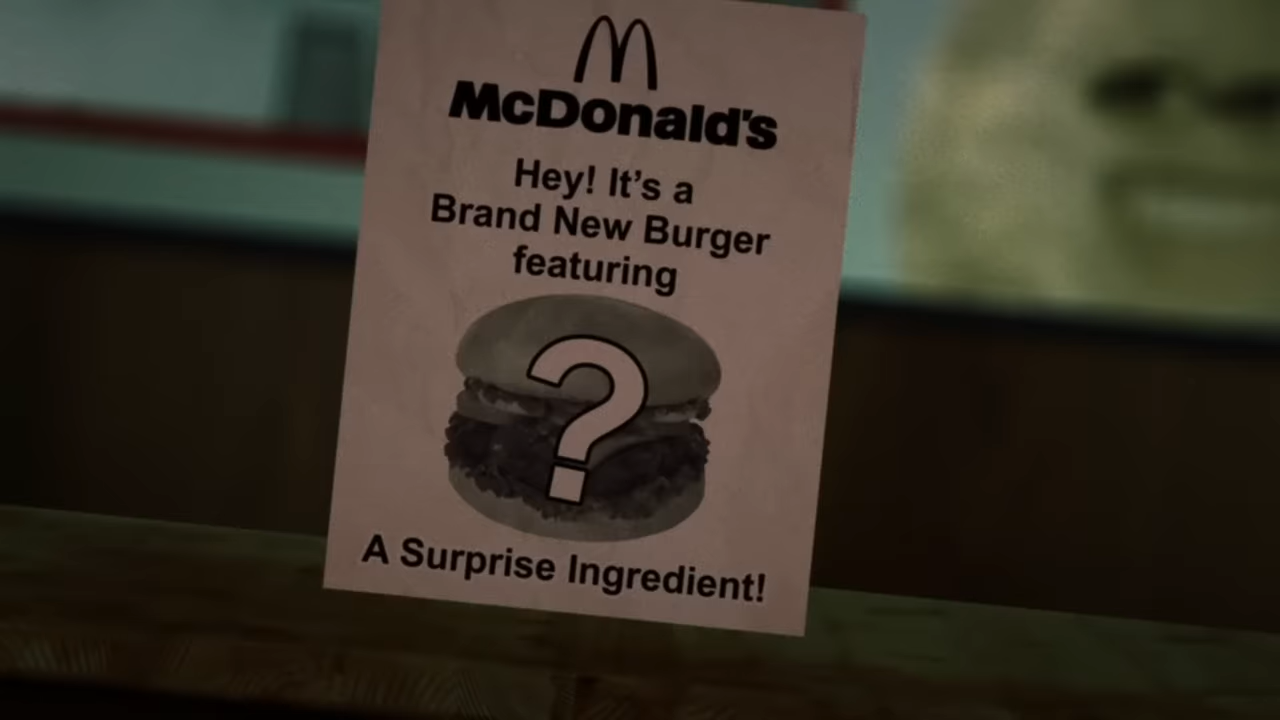 McDonald's
Hey! It's a
Brand New Burger
featuring
?
A Surprise Ingredient!